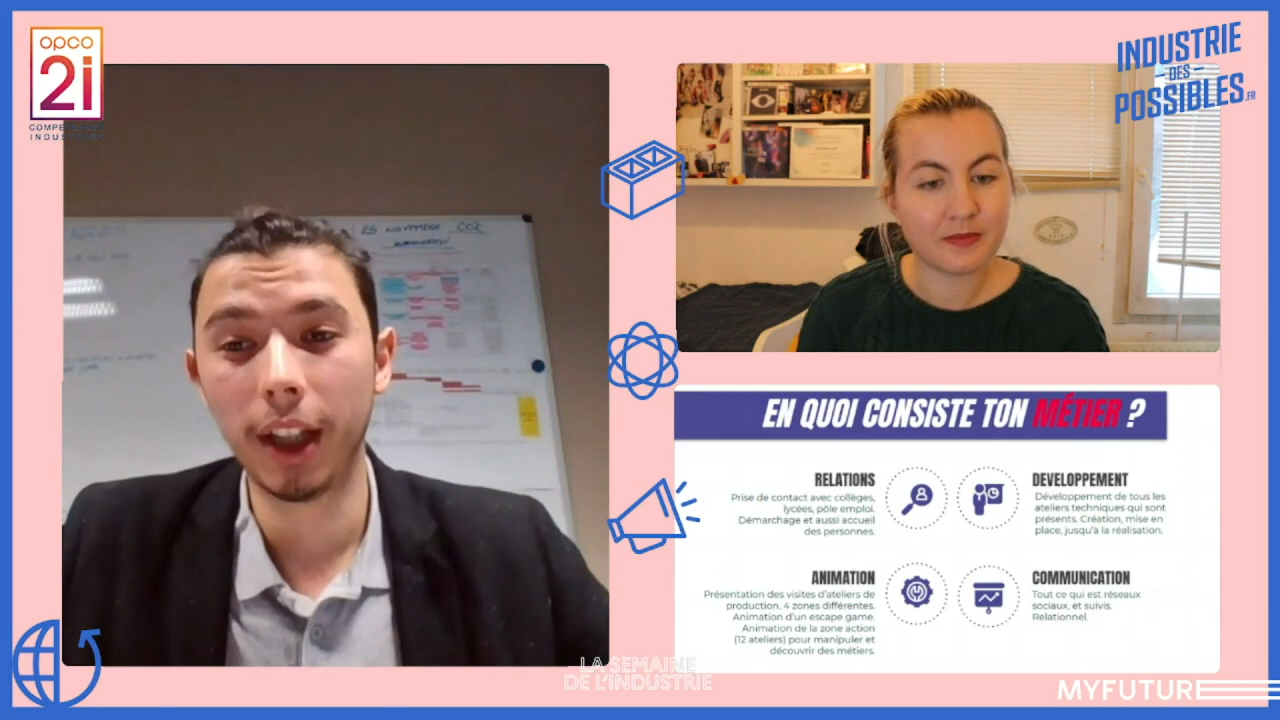 opco
2i
INDUSTRIE
DES
POSSIBLES.FR
25 NOVEMBRE
EN QUOI CONSISTE TON MÉTIER ?
RELATIONS
Prise de contact avec collèges,
lycées, pôle emploi.
Démarchage et aussi accueil
des personnes.
DEVELOPPEMENT
Développement de tous les
ateliers techniques qui sont
présents. Création, mise en
place, jusqu'à la réalisation.
ANIMATION
Présentation des visites d'ateliers de
production. 4 zones différentes.
Animation d'un escape game.
Animation de la zone action
(12 ateliers) pour manipuler et
découvrir des métiers.
COMMUNICATION
Tout ce qui est réseaux
sociaux, et suivis.
Relationnel.
LA SEMAINE
DE L'INDUSTRIE
MYFUTURE